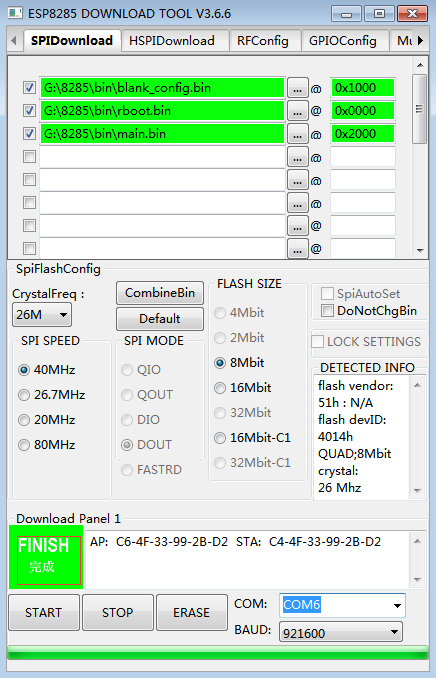 ESP8285 DOWNLOAD TOOL V3.6.6
SPIDownload HSPIDownload RFConfig GPIOConfig Mu
G:\8285\bin\blank_config.bin ... @ 0x1000
G:\8285\bin\rboot.bin ... @ 0x0000
G:\8285\bin\main.bin ... @ 0x2000
... @
... @
... @
... @
... @
SpiFlashConfig
CrystalFreq :
26M
CombineBin
Default
SPI SPEED
40MHz
26.7MHz
20MHz
80MHz
SPI MODE
QIO
QOUT
DIO
DOUT
FASTRD
FLASH SIZE
4Mbit
2Mbit
8Mbit
16Mbit
32Mbit
16Mbit-C1
32Mbit-C1
SpiAutoSet
DoNotChgBin
LOCK SETTINGS
DETECTED INFO
flash vendor:
51h : N/A
flash devID:
4014h
QUAD;8Mbit
crystal:
26 Mhz
Download Panel 1
FINISH
完成
AP: C6-4F-33-99-2B-D2 STA: C4-4F-33-99-2B-D2
START STOP ERASE
COM: COM6
BAUD: 921600